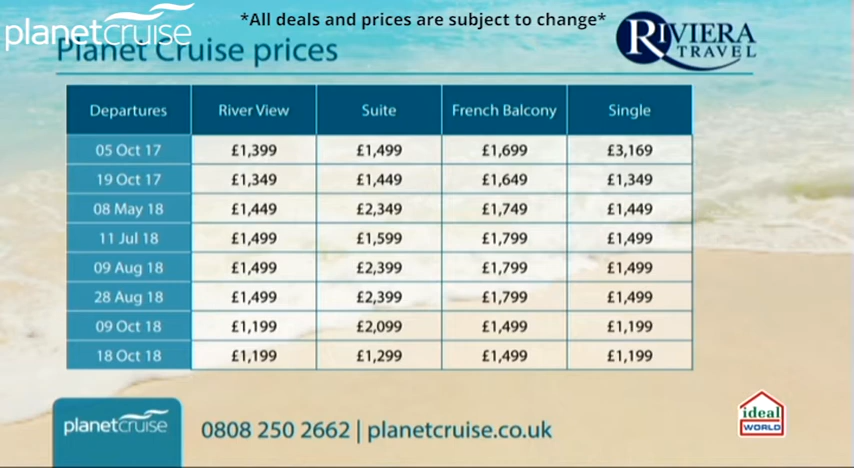 *All deals and prices are subject to change*
planetcruise
RIVIERA
TRAVEL
Planet Cruise prices
Departures River View Suite French Balcony Single
05 Oct 17 £1,399 £1,499 £1,699 £3,169
19 Oct 17 £1,349 £1,449 £1,649 £1,349
08 May 18 £1,449 £2,349 £1,749 £1,449
11 Jul 18 £1,499 £1,599 £1,799 £1,499
09 Aug 18 £1,499 £2,399 £1,799 £1,499
28 Aug 18 £1,499 £2,399 £1,799 £1,499
09 Oct 18 £1,199 £2,099 £1,499 £1,199
18 Oct 18 £1,199 £1,299 £1,499 £1,199
planetcruise
0808 250 2662 | planetcruise.co.uk
ideal
WORLD